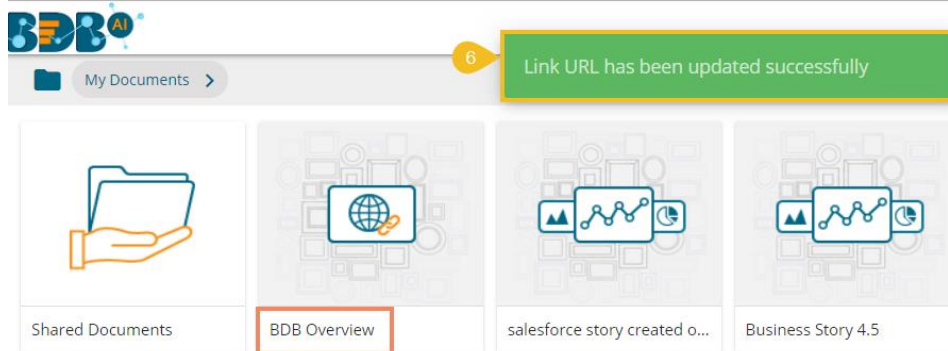 BDB AI
My Documents >
6
Link URL has been updated successfully
Shared Documents
BDB Overview
salesforce story created o...
Business Story 4.5